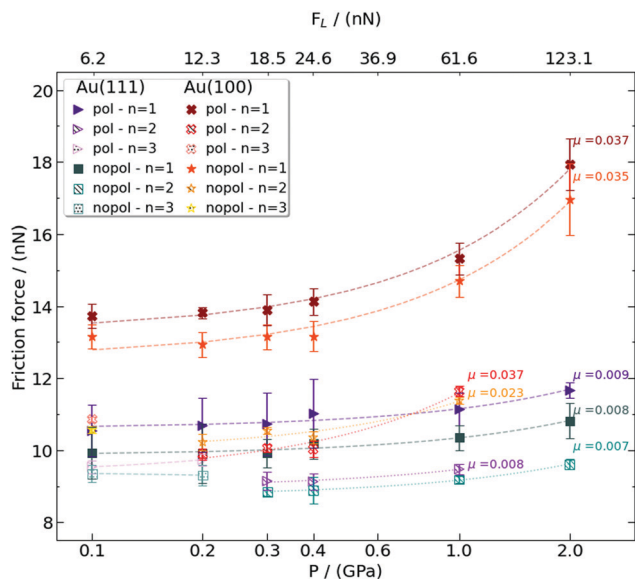 F_L / (nN)
6.2 12.3 18.5 24.6 36.9 61.6 123.1
20
18
16
14
12
10
8
Friction force / (nN)
Au(111) Au(100)
pol - n=1 pol - n=1
pol - n=2 pol - n=2
pol - n=3 pol - n=3
nopol - n=1 nopol - n=1
nopol - n=2 nopol - n=2
nopol - n=3 nopol - n=3
μ=0.037
μ=0.035
μ=0.037
μ=0.023
μ=0.009
μ=0.008
μ=0.007
μ=0.008
0.1 0.2 0.3 0.4 0.6 1.0 2.0
P / (GPa)